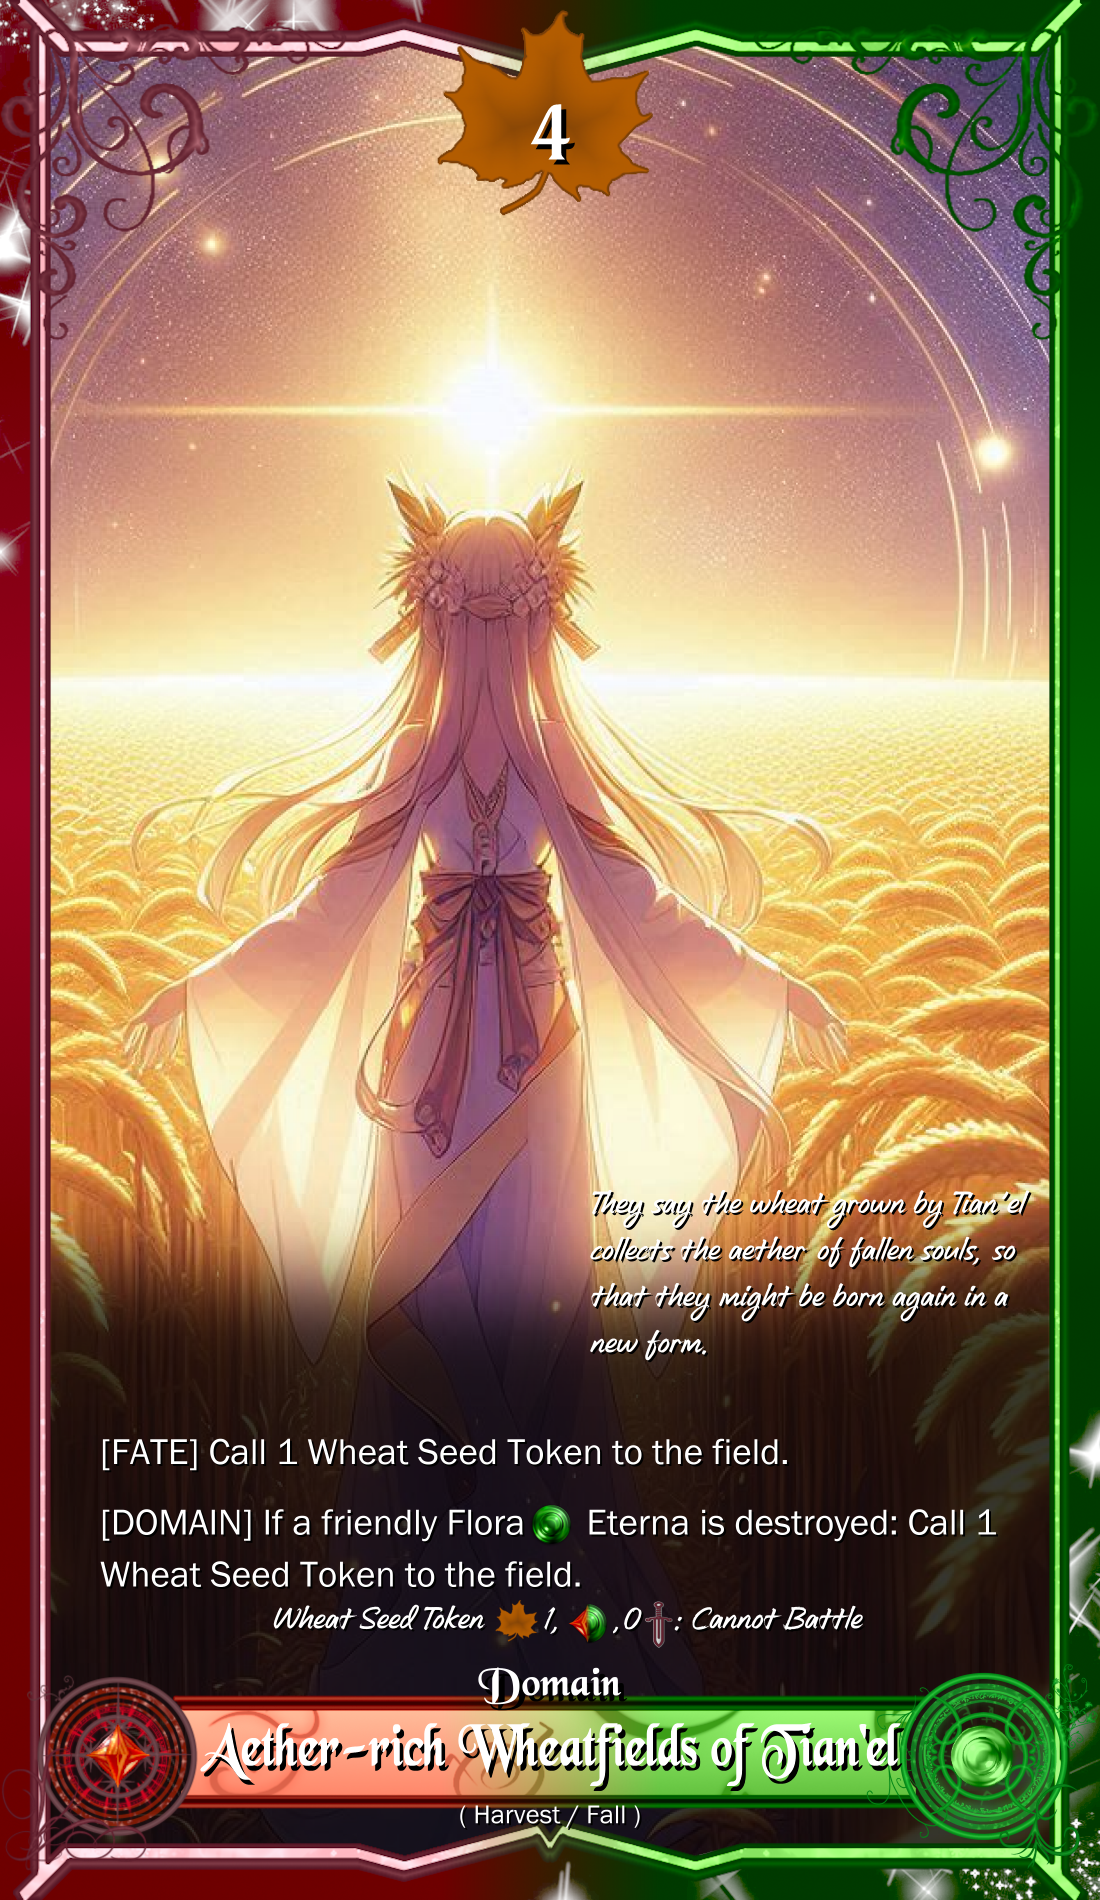 4
They say the wheat grown by Tian'el
collects the aether of fallen souls, so
that they might be born again in a
new form.
[FATE] Call 1 Wheat Seed Token to the field.
[DOMAIN] If a friendly Flora Eterna is destroyed: Call 1
Wheat Seed Token to the field.
Wheat Seed Token 1, ,0 : Cannot Battle
Domain
Aether-rich Wheatfields of Tian'el
( Harvest / Fall )